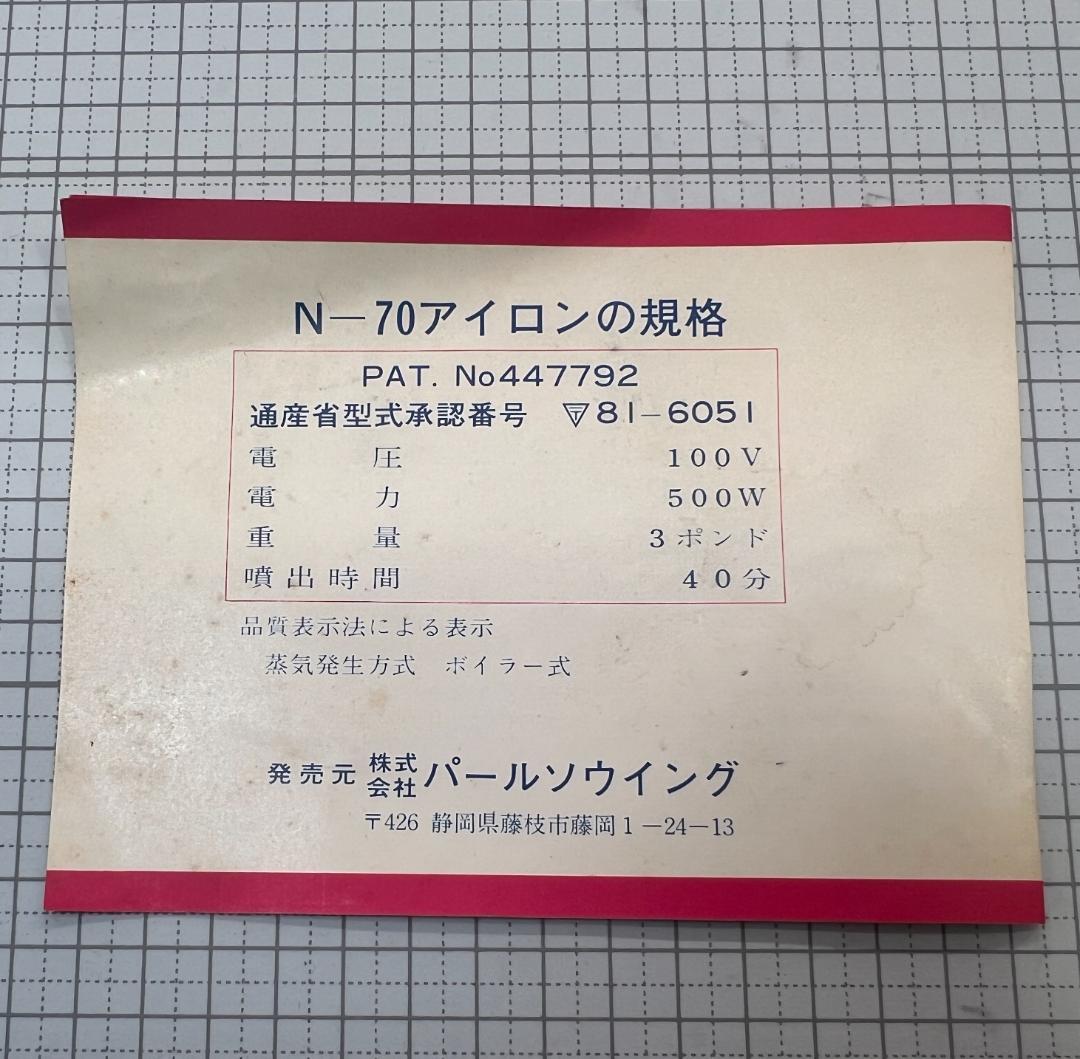 N－70アイロンの規格
PAT. No447792
通産省型式承認番号 81－6051
電圧 100V
電力 500W
重量 3ポンド
噴出時間 40分
品質表示法による表示
蒸気発生方式 ボイラー式
発売元 株式会社 パールソウイング
〒426 静岡県藤枝市藤岡1－24－13